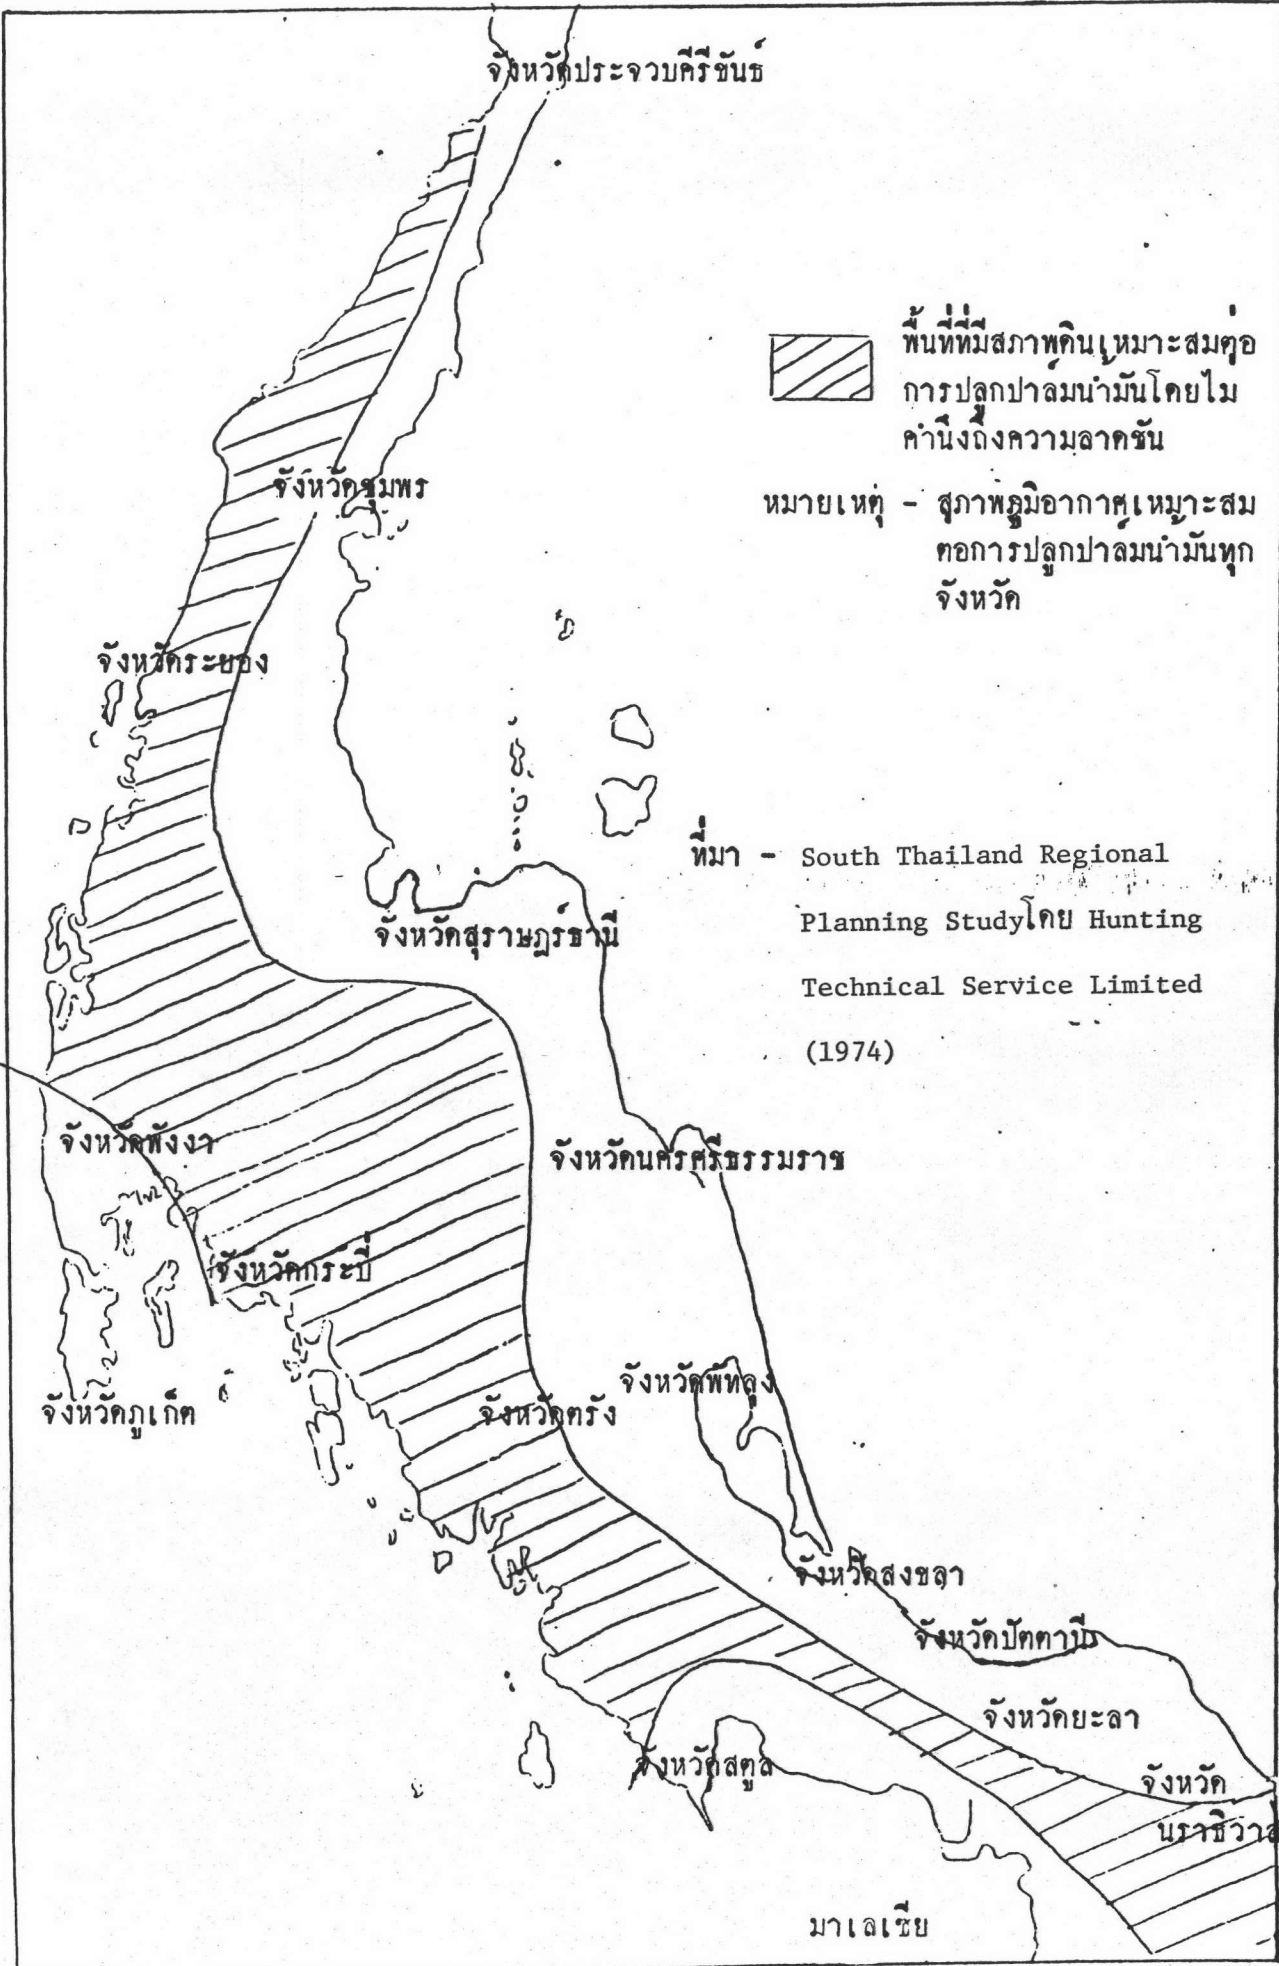 จังหวัดประจวบคีรีขันธ์
พื้นที่ที่มีสภาพดินเหมาะสมต่อ
การปลูกปาล์มน้ำมันโดยไม่
คำนึงถึงความลาดชัน
จังหวัดชุมพร
หมายเหตุ - สภาพภูมิอากาศเหมาะสม
ตอการปลูกปาล์มน้ำมันทุก
จังหวัด
จังหวัดระยอง
ที่มา - South Thailand Regional
Planning Studyโดย Hunting
Technical Service Limited
(1974)
จังหวัดสุราษฎร์ธานี
จังหวัดพังงา
จังหวัดนครศรีธรรมราช
จังหวัดกระบี่
จังหวัดพัทลุง
จังหวัดภูเก็ต
จังหวัดตรัง
จังหวัดสงขลา
จังหวัดปัตตานี
จังหวัดยะลา
จังหวัดสตูล
จังหวัด
นราธิวาส
มาเลเซีย